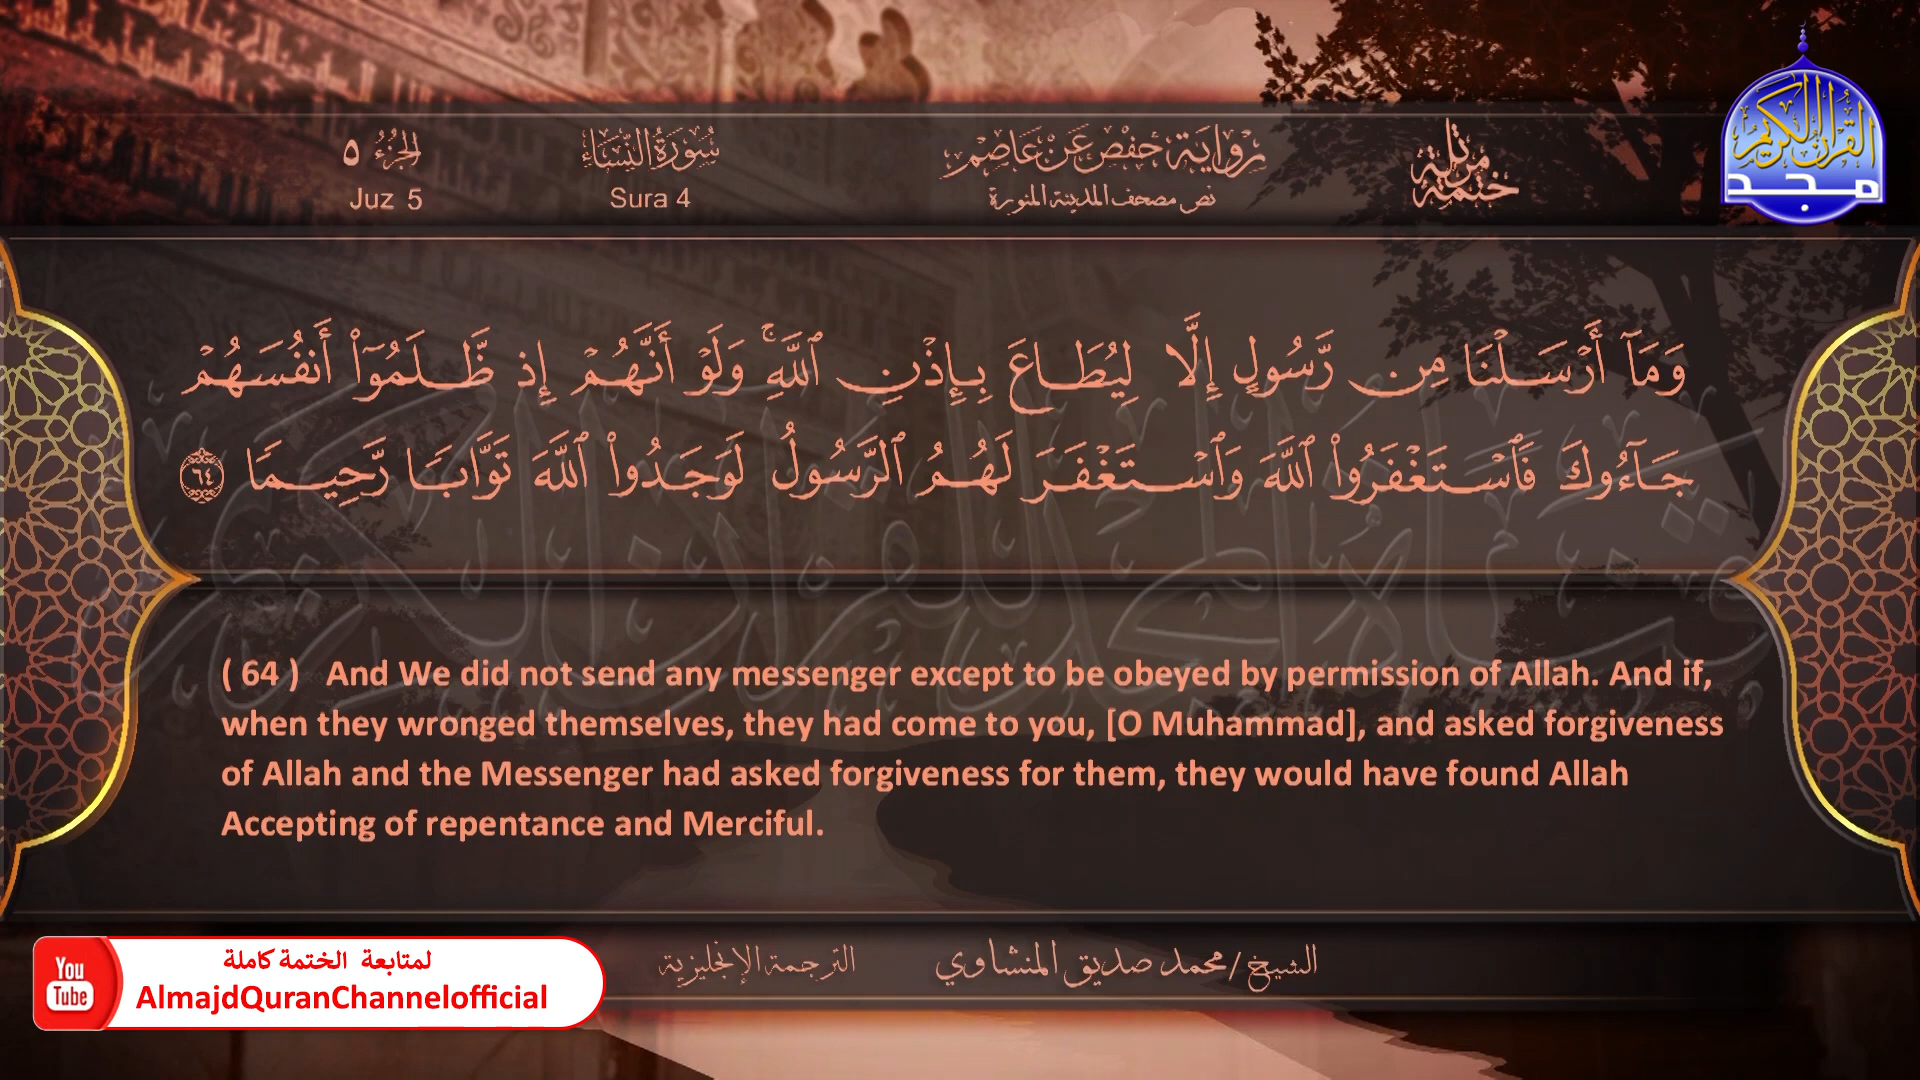 القرآن الكريم
مجد
ختمة مرتلة
رواية حفص عن عاصم
نص مصحف المدينة المنورة
سورة النساء
Sura 4
الجزء ٥
Juz 5
وَمَآ أَرْسَلْنَا مِن رَّسُولٍ إِلَّا لِيُطَاعَ بِإِذْنِ ٱللَّهِ ۚ وَلَوْ أَنَّهُمْ إِذ ظَّلَمُوٓا۟ أَنفُسَهُمْ
جَآءُوكَ فَٱسْتَغْفَرُوا۟ ٱللَّهَ وَٱسْتَغْفَرَ لَهُمُ ٱلرَّسُولُ لَوَجَدُوا۟ ٱللَّهَ تَوَّابًا رَّحِيمًا ٦٤
قناة المجد للقرآن الكريم
( 64 ) And We did not send any messenger except to be obeyed by permission of Allah. And if,
when they wronged themselves, they had come to you, [O Muhammad], and asked forgiveness
of Allah and the Messenger had asked forgiveness for them, they would have found Allah
Accepting of repentance and Merciful.
الشيخ / محمد صديق المنشاوي
الترجمة الإنجليزية
You
Tube
لمتابعة الختمة كاملة
AlmajdQuranChannelofficial